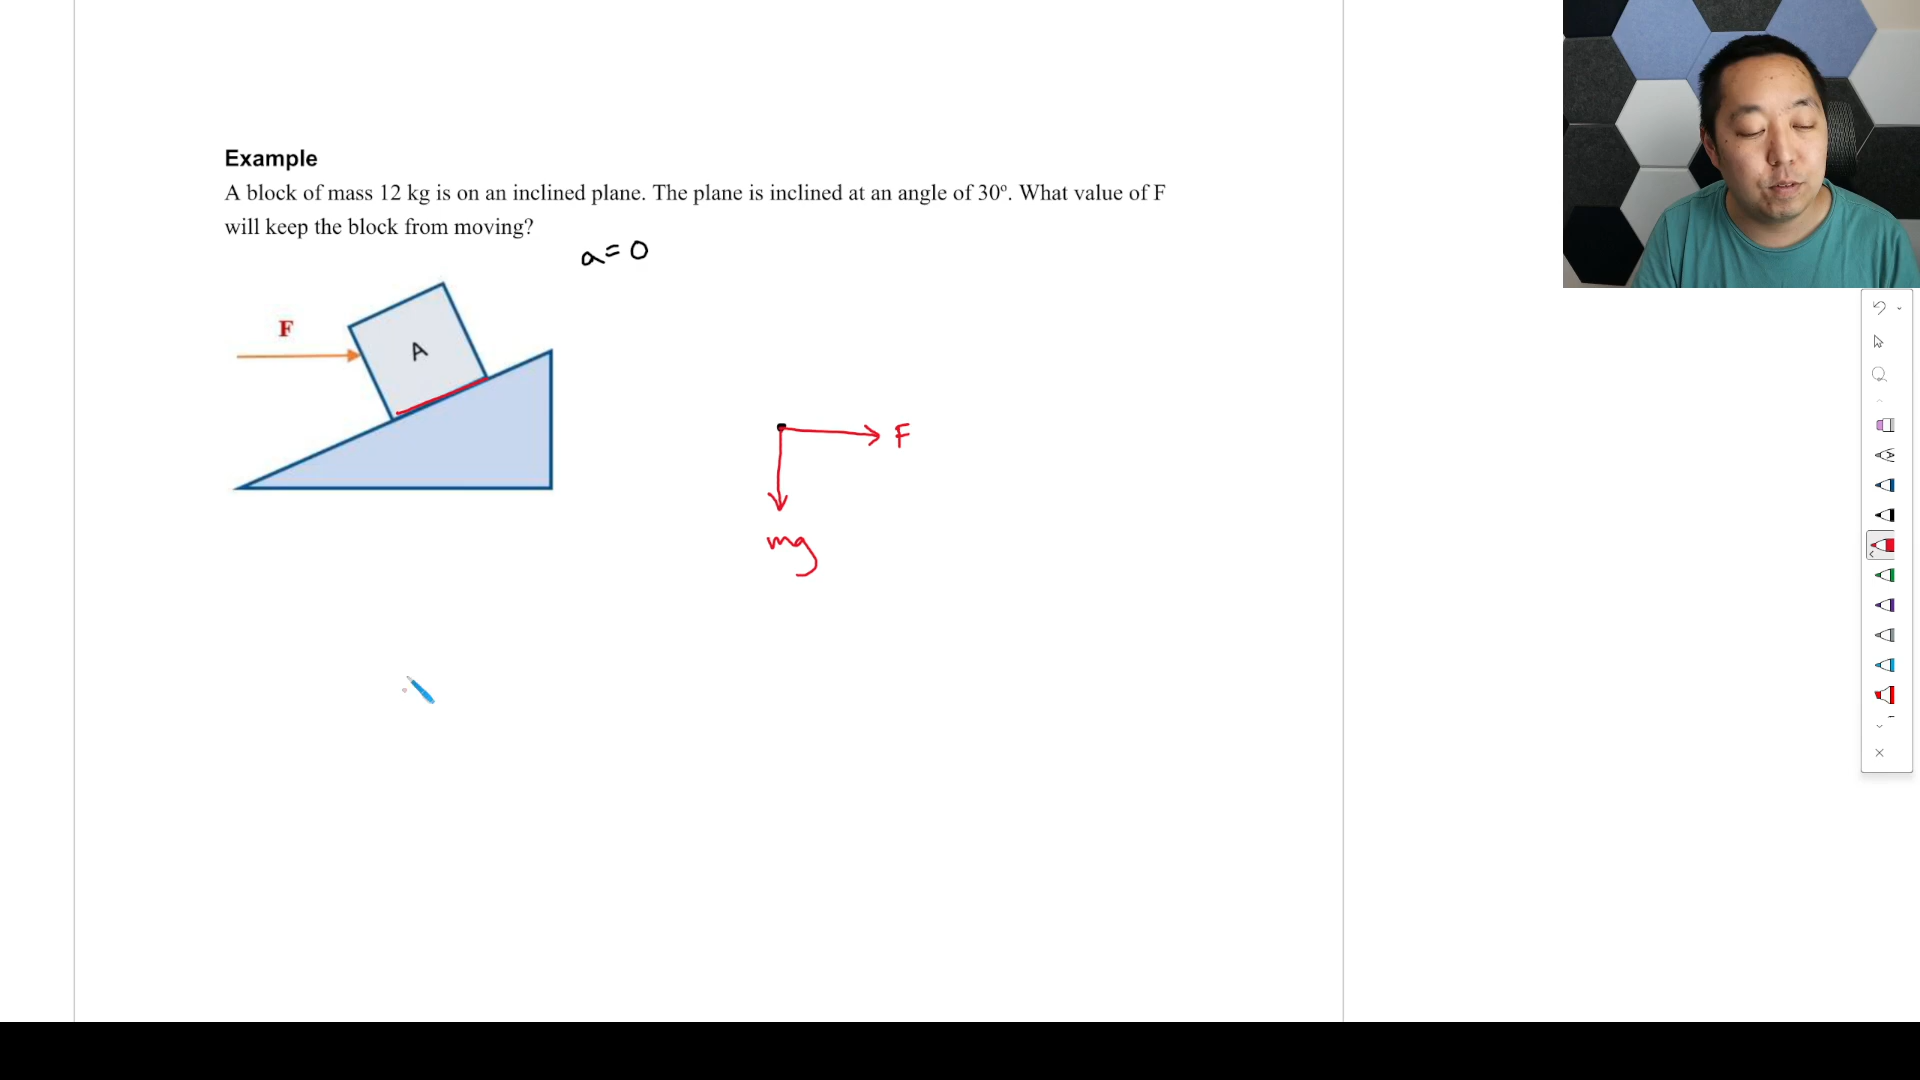 Example
A block of mass 12 kg is on an inclined plane. The plane is inclined at an angle of 30º. What value of F
will keep the block from moving?
a = 0
F
A
F
mg